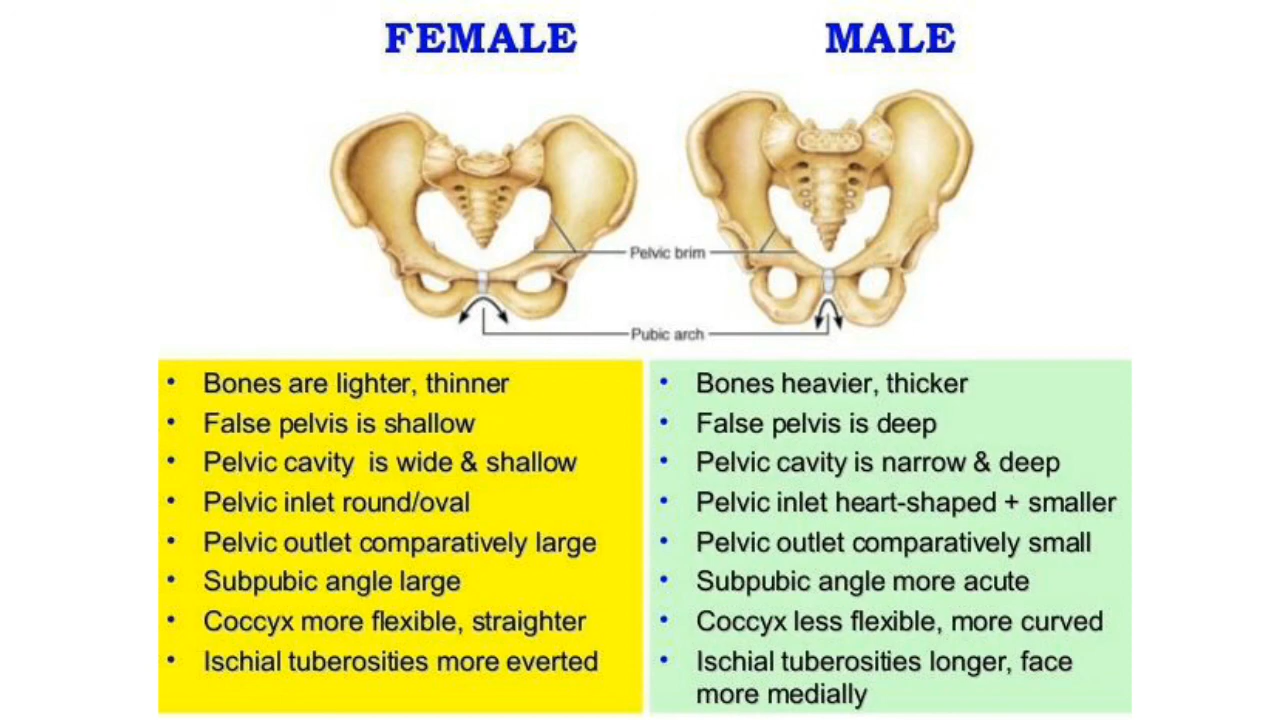 FEMALE
MALE
Pelvic brim
Pubic arch
• Bones are lighter, thinner
• False pelvis is shallow
• Pelvic cavity is wide & shallow
• Pelvic inlet round/oval
• Pelvic outlet comparatively large
• Subpubic angle large
• Coccyx more flexible, straighter
• Ischial tuberosities more everted
• Bones heavier, thicker
• False pelvis is deep
• Pelvic cavity is narrow & deep
• Pelvic inlet heart-shaped + smaller
• Pelvic outlet comparatively small
• Subpubic angle more acute
• Coccyx less flexible, more curved
• Ischial tuberosities longer, face
more medially